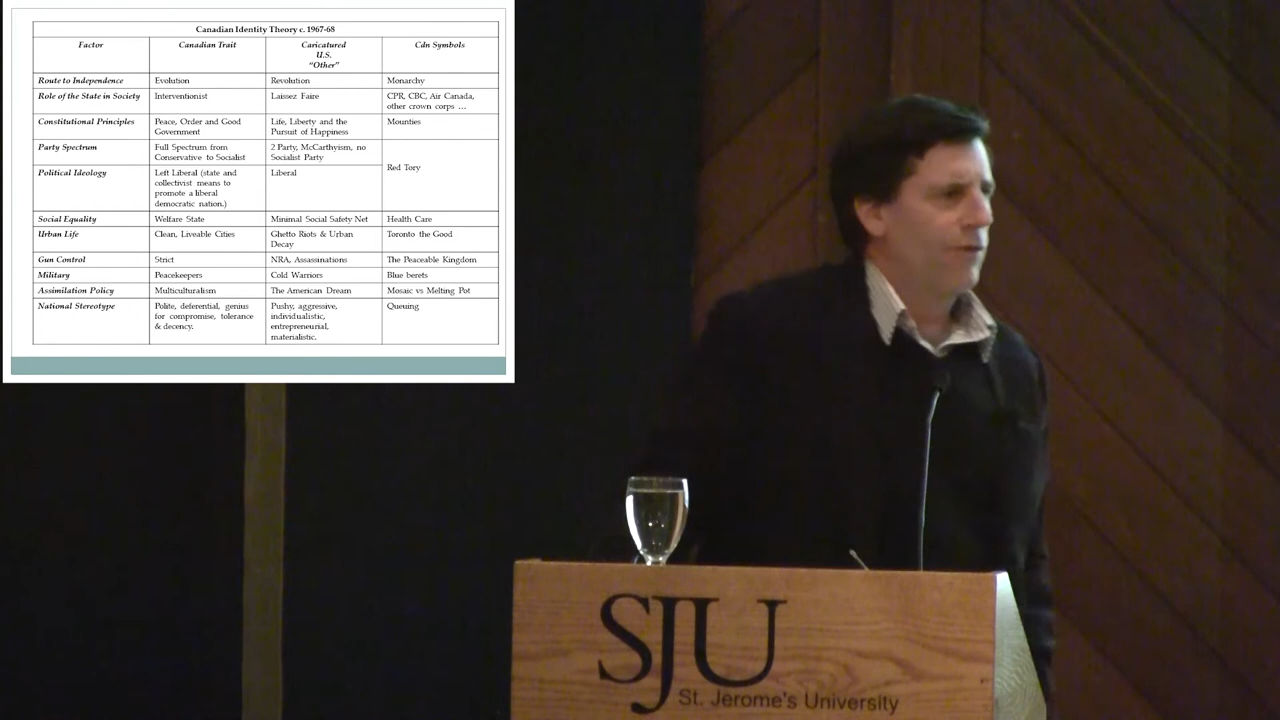 Canadian Identity Theory c. 1967-68
Factor
Canadian Trait
Caricatured
U.S.
"Other"
Cdn Symbols
Route to Independence
Evolution
Revolution
Monarchy
Role of the State in Society
Interventionist
Laissez Faire
CPR, CBC, Air Canada,
other crown corps ...
Constitutional Principles
Peace, Order and Good
Government
Life, Liberty and the
Pursuit of Happiness
Mounties
Party Spectrum
Full Spectrum from
Conservative to Socialist
2 Party, McCarthyism, no
Socialist Party
Red Tory
Political Ideology
Left Liberal (state and
collectivist means to
promote a liberal
democratic nation.)
Liberal
Social Equality
Welfare State
Minimal Social Safety Net
Health Care
Urban Life
Clean, Liveable Cities
Ghetto Riots & Urban
Decay
Toronto the Good
Gun Control
Strict
NRA, Assassinations
The Peaceable Kingdom
Military
Peacekeepers
Cold Warriors
Blue berets
Assimilation Policy
Multiculturalism
The American Dream
Mosaic vs Melting Pot
National Stereotype
Polite, deferential, genius
for compromise, tolerance
& decency.
Pushy, aggressive,
individualistic,
entrepreneurial,
materialistic.
Queuing
SJU
St. Jerome's University